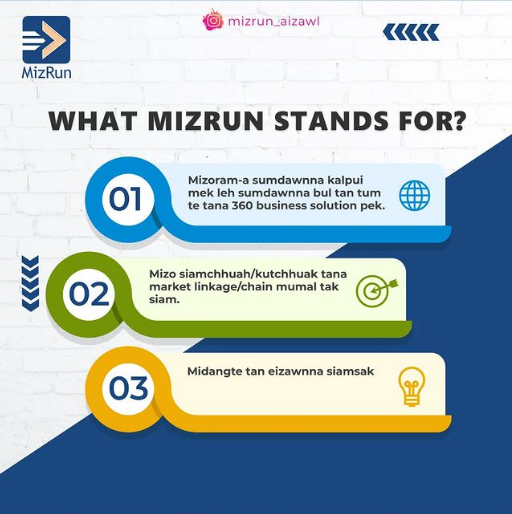 mizrun_aizawl
MizRun
WHAT MIZRUN STANDS FOR?
01
Mizoram-a sumdawnna kalpui
mek leh sumdawnna bul tan tum
te tana 360 business solution pek.
02
Mizo siamchhuah/kutchhuak tana
market linkage/chain mumal tak
siam.
03
Midangte tan eizawnna siamsak